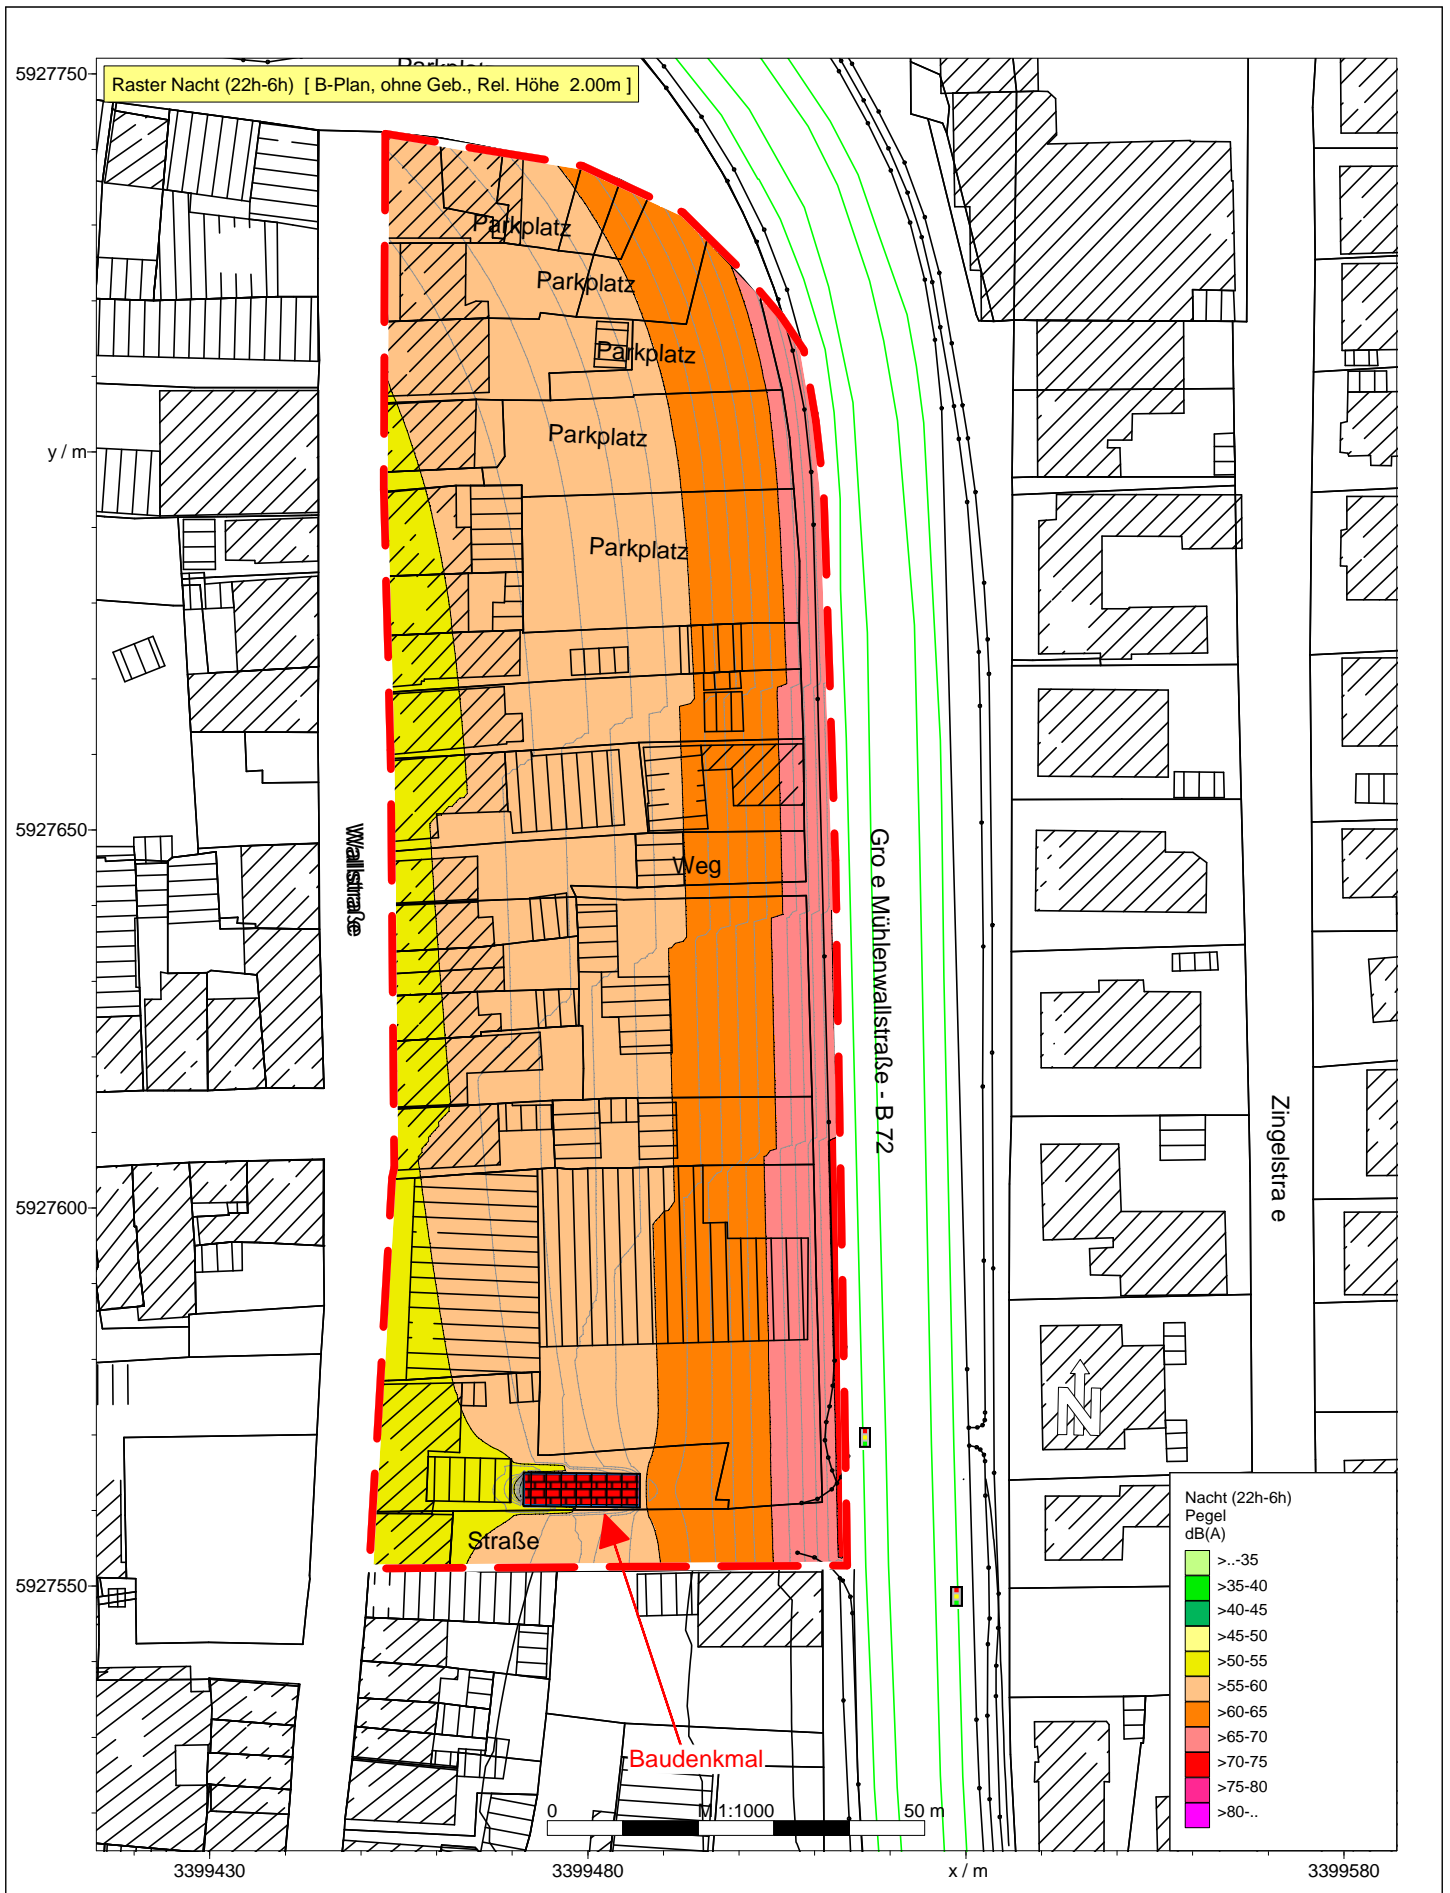 Parkplatz
5927750
Raster Nacht (22h-6h) [ B-Plan, ohne Geb., Rel. Höhe 2.00m ]
Parkplatz
Parkplatz
Parkplatz
Parkplatz
y / m
Parkplatz
5927650
Wallstraße
Weg
Gro e Mühlenwallstraße - B 72
Zingelstra e
5927600
N
Straße
5927550
Baudenkmal
Nacht (22h-6h)
Pegel
dB(A)
>..-35
>35-40
>40-45
>45-50
>50-55
>55-60
>60-65
>65-70
>70-75
>75-80
>80-..
0 M 1:1000 50 m
3399430 3399480 x / m 3399580